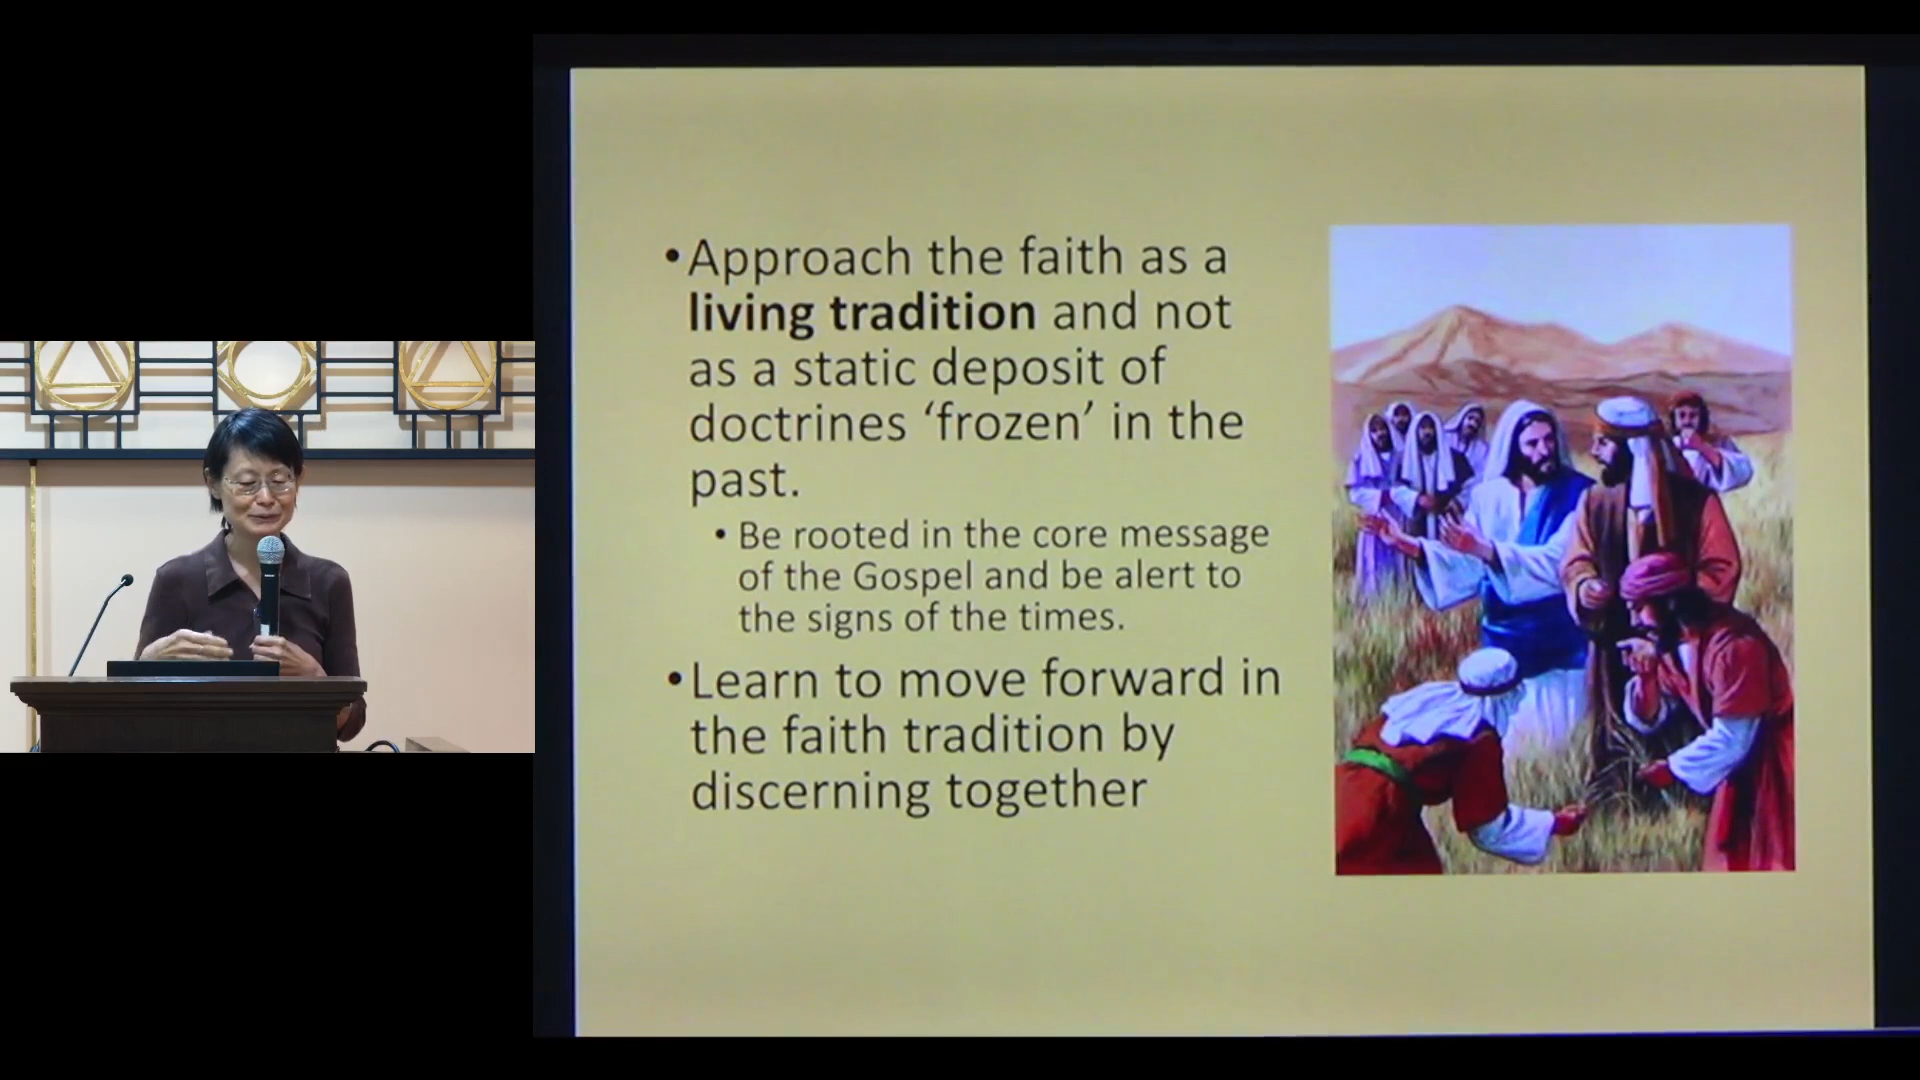 •Approach the faith as a
living tradition and not
as a static deposit of
doctrines ‘frozen’ in the
past.
• Be rooted in the core message
of the Gospel and be alert to
the signs of the times.
•Learn to move forward in
the faith tradition by
discerning together